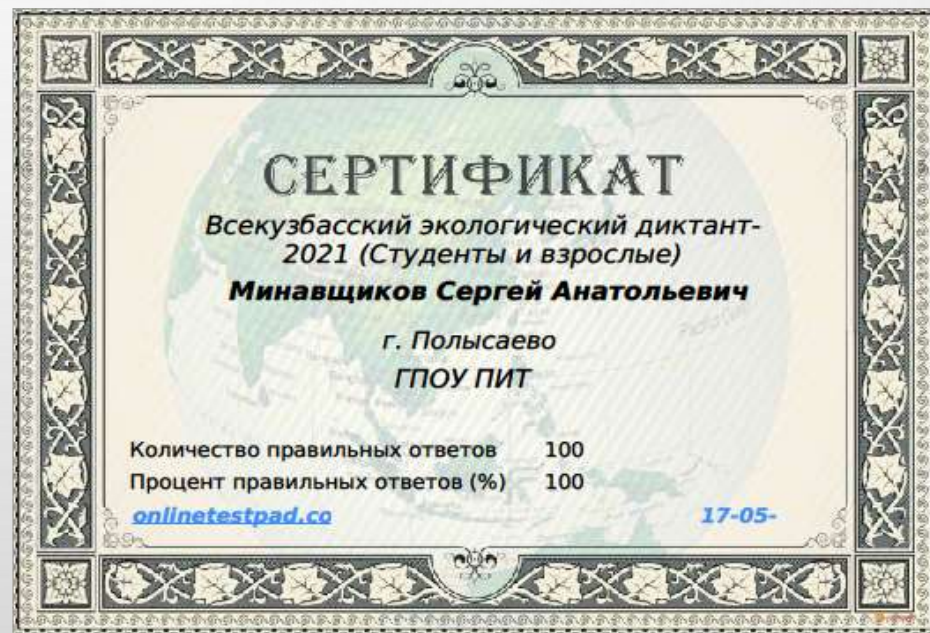 СЕРТИФИКАТ
Всекузбасский экологический диктант-
2021 (Студенты и взрослые)
Минавщиков Сергей Анатольевич
г. Полысаево
ГПОУ ПИТ
Количество правильных ответов 100
Процент правильных ответов (%) 100
onlinetestpad.co 17-05-